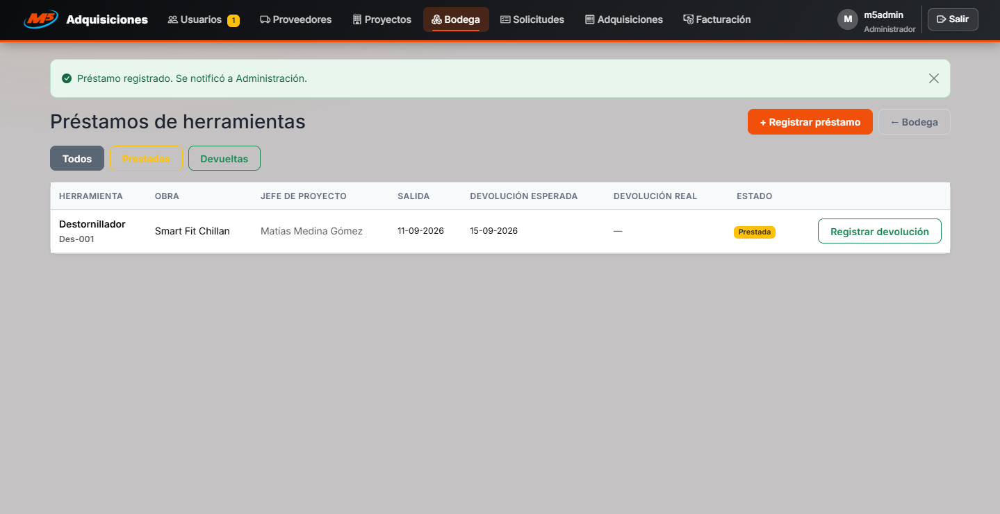 M5 Adquisiciones Usuarios 1 Proveedores Proyectos Bodega Solicitudes Adquisiciones Facturación M m5admin Administrador Salir
Préstamo registrado. Se notificó a Administración.
Préstamos de herramientas + Registrar préstamo ← Bodega
Todos Prestadas Devueltas
HERRAMIENTA OBRA JEFE DE PROYECTO SALIDA DEVOLUCIÓN ESPERADA DEVOLUCIÓN REAL ESTADO
Destornillador Smart Fit Chillan Matías Medina Gómez 11-09-2026 15-09-2026 — Prestada Registrar devolución
Des-001